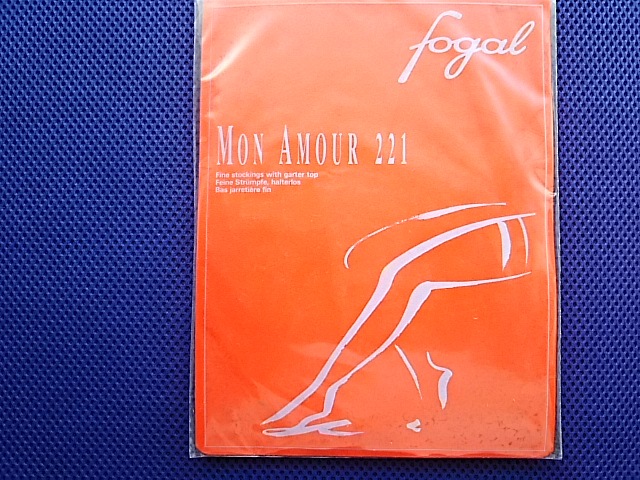 fogal
MON AMOUR 221
Fine stockings with garter top
Feine Strümpfe, halterlos
Bas jarretière fin